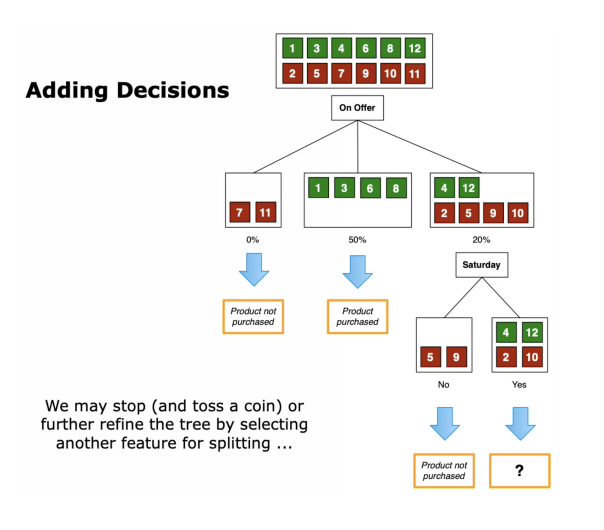 1 3 4 6 8 12
2 5 7 9 10 11
Adding Decisions
On Offer
1 3 6 8
4 12
7 11
2 5 9 10
0%
50%
20%
Saturday
Product not
purchased
Product
purchased
4 12
5 9
2 10
No
Yes
We may stop (and toss a coin) or
further refine the tree by selecting
another feature for splitting ...
Product not
purchased
?